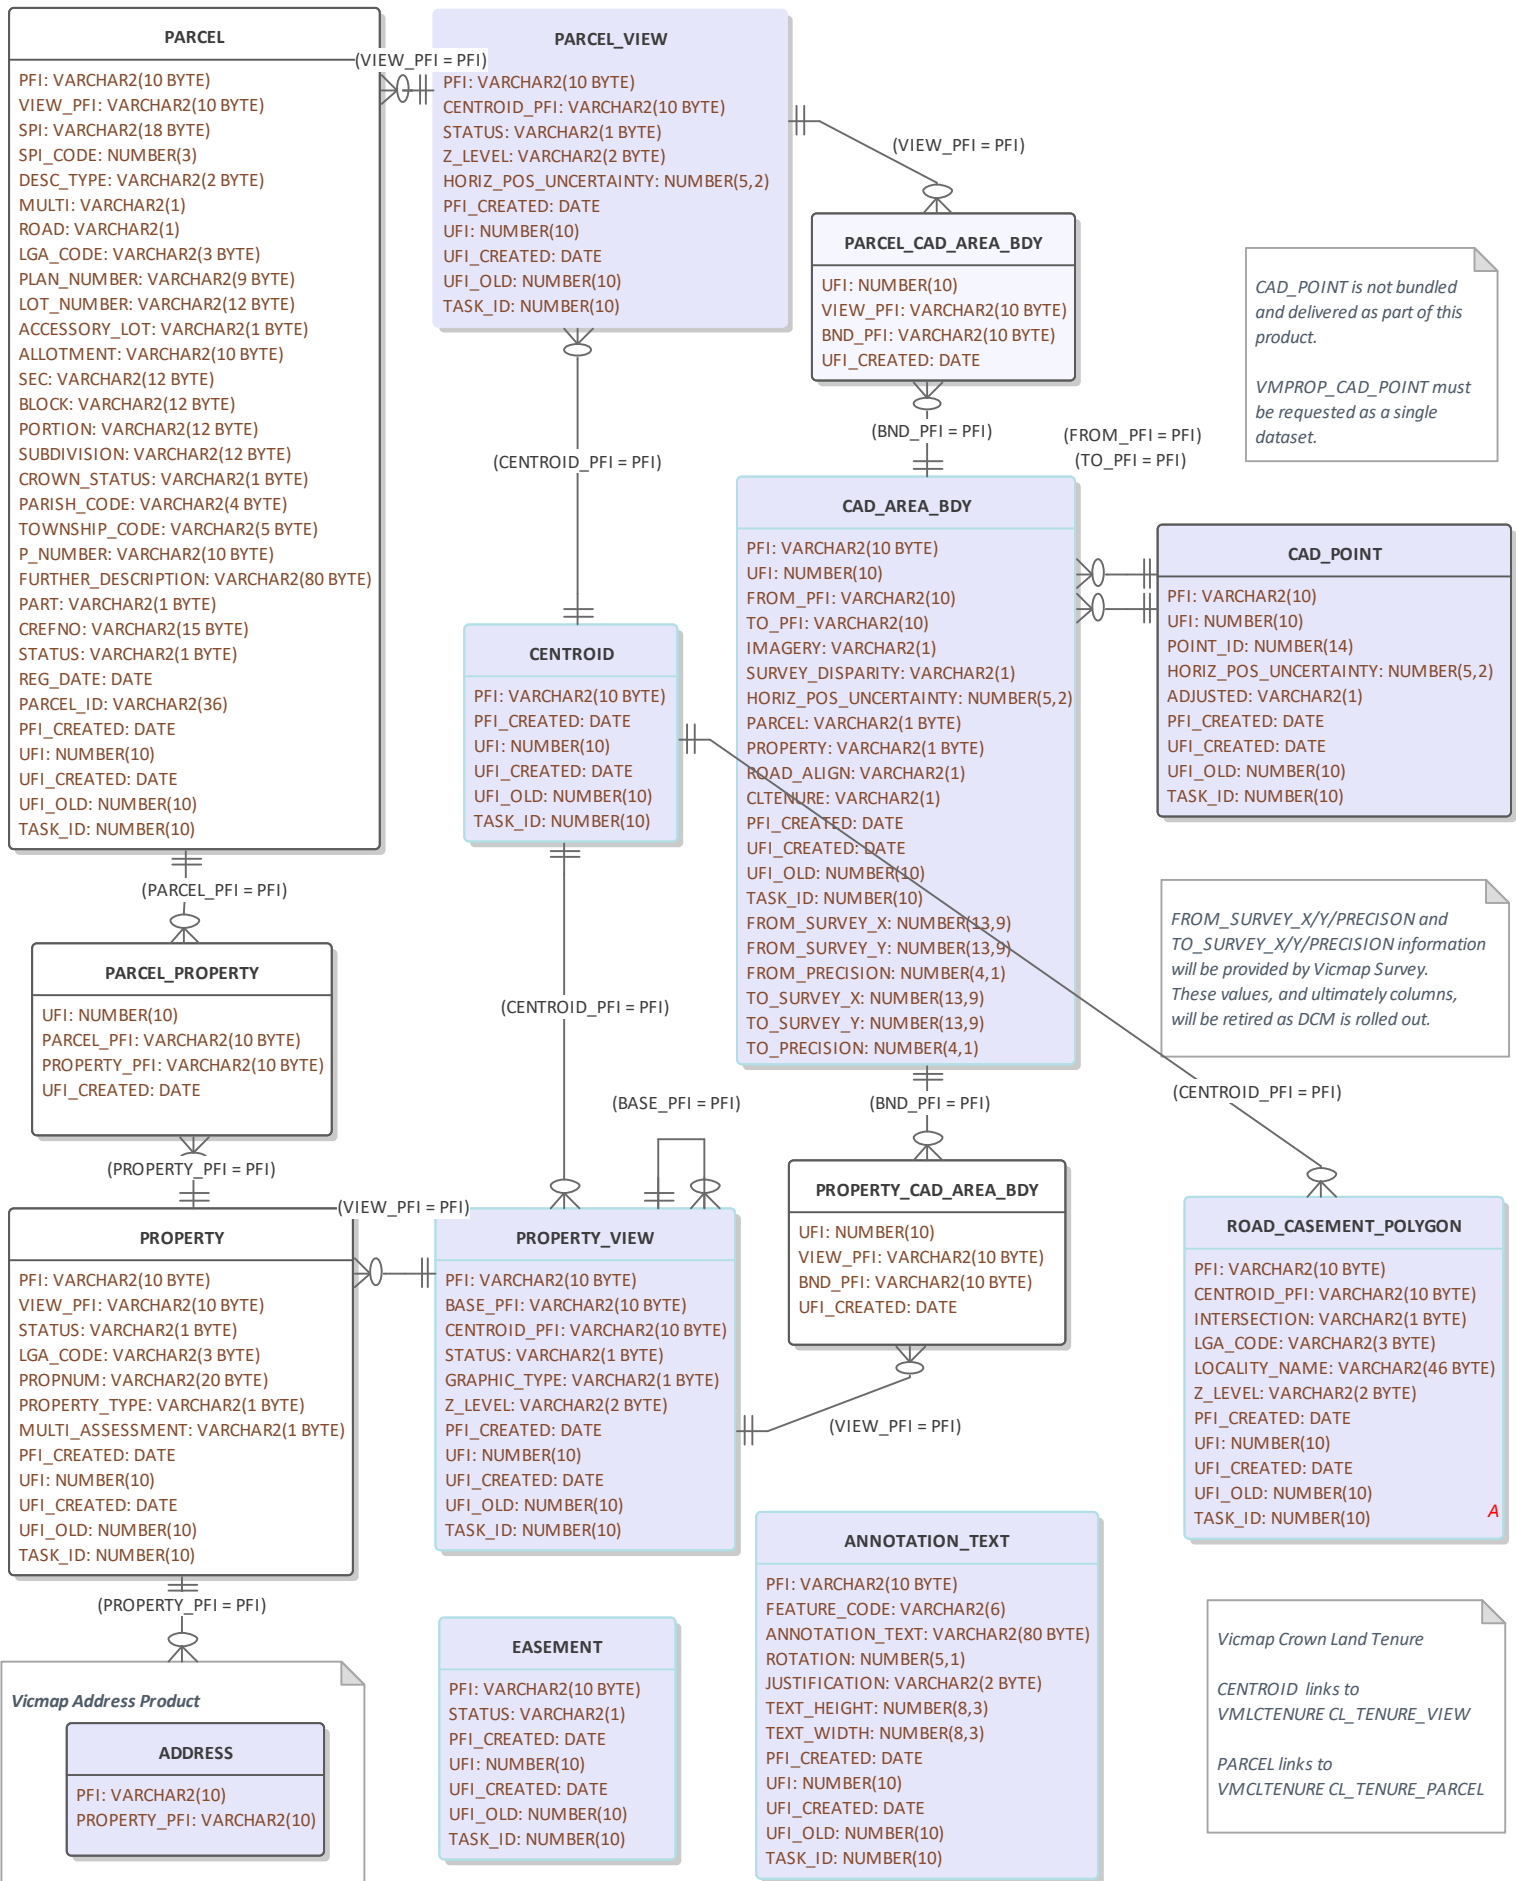 PARCEL
PFI: VARCHAR2(10 BYTE)
VIEW_PFI: VARCHAR2(10 BYTE)
SPI: VARCHAR2(18 BYTE)
SPI_CODE: NUMBER(3)
DESC_TYPE: VARCHAR2(2 BYTE)
MULTI: VARCHAR2(1)
ROAD: VARCHAR2(1)
LGA_CODE: VARCHAR2(3 BYTE)
PLAN_NUMBER: VARCHAR2(9 BYTE)
LOT_NUMBER: VARCHAR2(12 BYTE)
ACCESSORY_LOT: VARCHAR2(1 BYTE)
ALLOTMENT: VARCHAR2(10 BYTE)
SEC: VARCHAR2(12 BYTE)
BLOCK: VARCHAR2(12 BYTE)
PORTION: VARCHAR2(12 BYTE)
SUBDIVISION: VARCHAR2(12 BYTE)
CROWN_STATUS: VARCHAR2(1 BYTE)
PARISH_CODE: VARCHAR2(4 BYTE)
TOWNSHIP_CODE: VARCHAR2(5 BYTE)
P_NUMBER: VARCHAR2(10 BYTE)
FURTHER_DESCRIPTION: VARCHAR2(80 BYTE)
PART: VARCHAR2(1 BYTE)
CREFNO: VARCHAR2(15 BYTE)
STATUS: VARCHAR2(1 BYTE)
REG_DATE: DATE
PARCEL_ID: VARCHAR2(36)
PFI_CREATED: DATE
UFI: NUMBER(10)
UFI_CREATED: DATE
UFI_OLD: NUMBER(10)
TASK_ID: NUMBER(10)
(VIEW_PFI = PFI)
PARCEL_VIEW
PFI: VARCHAR2(10 BYTE)
CENTROID_PFI: VARCHAR2(10 BYTE)
STATUS: VARCHAR2(1 BYTE)
Z_LEVEL: VARCHAR2(2 BYTE)
HORIZ_POS_UNCERTAINTY: NUMBER(5,2)
PFI_CREATED: DATE
UFI: NUMBER(10)
UFI_CREATED: DATE
UFI_OLD: NUMBER(10)
TASK_ID: NUMBER(10)
(VIEW_PFI = PFI)
PARCEL_CAD_AREA_BDY
UFI: NUMBER(10)
VIEW_PFI: VARCHAR2(10 BYTE)
BND_PFI: VARCHAR2(10 BYTE)
UFI_CREATED: DATE
CAD_POINT is not bundled
and delivered as part of this
product.
VMPROP_CAD_POINT must
be requested as a single
dataset.
(BND_PFI = PFI)
(FROM_PFI = PFI)
(TO_PFI = PFI)
(CENTROID_PFI = PFI)
CAD_AREA_BDY
PFI: VARCHAR2(10 BYTE)
UFI: NUMBER(10)
FROM_PFI: VARCHAR2(10)
TO_PFI: VARCHAR2(10)
IMAGERY: VARCHAR2(1)
SURVEY_DISPARITY: VARCHAR2(1)
HORIZ_POS_UNCERTAINTY: NUMBER(5,2)
PARCEL: VARCHAR2(1 BYTE)
PROPERTY: VARCHAR2(1 BYTE)
ROAD_ALIGN: VARCHAR2(1)
CLTENURE: VARCHAR2(1)
PFI_CREATED: DATE
UFI_CREATED: DATE
UFI_OLD: NUMBER(10)
TASK_ID: NUMBER(10)
FROM_SURVEY_X: NUMBER(13,9)
FROM_SURVEY_Y: NUMBER(13,9)
FROM_PRECISION: NUMBER(4,1)
TO_SURVEY_X: NUMBER(13,9)
TO_SURVEY_Y: NUMBER(13,9)
TO_PRECISION: NUMBER(4,1)
CAD_POINT
PFI: VARCHAR2(10)
UFI: NUMBER(10)
POINT_ID: NUMBER(14)
HORIZ_POS_UNCERTAINTY: NUMBER(5,2)
ADJUSTED: VARCHAR2(1)
PFI_CREATED: DATE
UFI_CREATED: DATE
UFI_OLD: NUMBER(10)
TASK_ID: NUMBER(10)
CENTROID
PFI: VARCHAR2(10 BYTE)
PFI_CREATED: DATE
UFI: NUMBER(10)
UFI_CREATED: DATE
UFI_OLD: NUMBER(10)
TASK_ID: NUMBER(10)
(PARCEL_PFI = PFI)
FROM_SURVEY_X/Y/PRECISON and
TO_SURVEY_X/Y/PRECISION information
will be provided by Vicmap Survey.
These values, and ultimately columns,
will be retired as DCM is rolled out.
PARCEL_PROPERTY
UFI: NUMBER(10)
PARCEL_PFI: VARCHAR2(10 BYTE)
PROPERTY_PFI: VARCHAR2(10 BYTE)
UFI_CREATED: DATE
(CENTROID_PFI = PFI)
(BASE_PFI = PFI)
(BND_PFI = PFI)
(CENTROID_PFI = PFI)
(PROPERTY_PFI = PFI)
(VIEW_PFI = PFI)
PROPERTY
PFI: VARCHAR2(10 BYTE)
VIEW_PFI: VARCHAR2(10 BYTE)
STATUS: VARCHAR2(1 BYTE)
LGA_CODE: VARCHAR2(3 BYTE)
PROPNUM: VARCHAR2(20 BYTE)
PROPERTY_TYPE: VARCHAR2(1 BYTE)
MULTI_ASSESSMENT: VARCHAR2(1 BYTE)
PFI_CREATED: DATE
UFI: NUMBER(10)
UFI_CREATED: DATE
UFI_OLD: NUMBER(10)
TASK_ID: NUMBER(10)
PROPERTY_VIEW
PFI: VARCHAR2(10 BYTE)
BASE_PFI: VARCHAR2(10 BYTE)
CENTROID_PFI: VARCHAR2(10 BYTE)
STATUS: VARCHAR2(1 BYTE)
GRAPHIC_TYPE: VARCHAR2(1 BYTE)
Z_LEVEL: VARCHAR2(2 BYTE)
PFI_CREATED: DATE
UFI: NUMBER(10)
UFI_CREATED: DATE
UFI_OLD: NUMBER(10)
TASK_ID: NUMBER(10)
PROPERTY_CAD_AREA_BDY
UFI: NUMBER(10)
VIEW_PFI: VARCHAR2(10 BYTE)
BND_PFI: VARCHAR2(10 BYTE)
UFI_CREATED: DATE
(VIEW_PFI = PFI)
ROAD_CASEMENT_POLYGON
PFI: VARCHAR2(10 BYTE)
CENTROID_PFI: VARCHAR2(10 BYTE)
INTERSECTION: VARCHAR2(1 BYTE)
LGA_CODE: VARCHAR2(3 BYTE)
LOCALITY_NAME: VARCHAR2(46 BYTE)
Z_LEVEL: VARCHAR2(2 BYTE)
PFI_CREATED: DATE
UFI: NUMBER(10)
UFI_CREATED: DATE
UFI_OLD: NUMBER(10)
TASK_ID: NUMBER(10)
A
(PROPERTY_PFI = PFI)
Vicmap Address Product
ADDRESS
PFI: VARCHAR2(10)
PROPERTY_PFI: VARCHAR2(10)
EASEMENT
PFI: VARCHAR2(10 BYTE)
STATUS: VARCHAR2(1)
PFI_CREATED: DATE
UFI: NUMBER(10)
UFI_CREATED: DATE
UFI_OLD: NUMBER(10)
TASK_ID: NUMBER(10)
ANNOTATION_TEXT
PFI: VARCHAR2(10 BYTE)
FEATURE_CODE: VARCHAR2(6)
ANNOTATION_TEXT: VARCHAR2(80 BYTE)
ROTATION: NUMBER(5,1)
JUSTIFICATION: VARCHAR2(2 BYTE)
TEXT_HEIGHT: NUMBER(8,3)
TEXT_WIDTH: NUMBER(8,3)
PFI_CREATED: DATE
UFI: NUMBER(10)
UFI_CREATED: DATE
UFI_OLD: NUMBER(10)
TASK_ID: NUMBER(10)
Vicmap Crown Land Tenure
CENTROID links to
VMLCTENURE CL_TENURE_VIEW
PARCEL links to
VMCLTENURE CL_TENURE_PARCEL